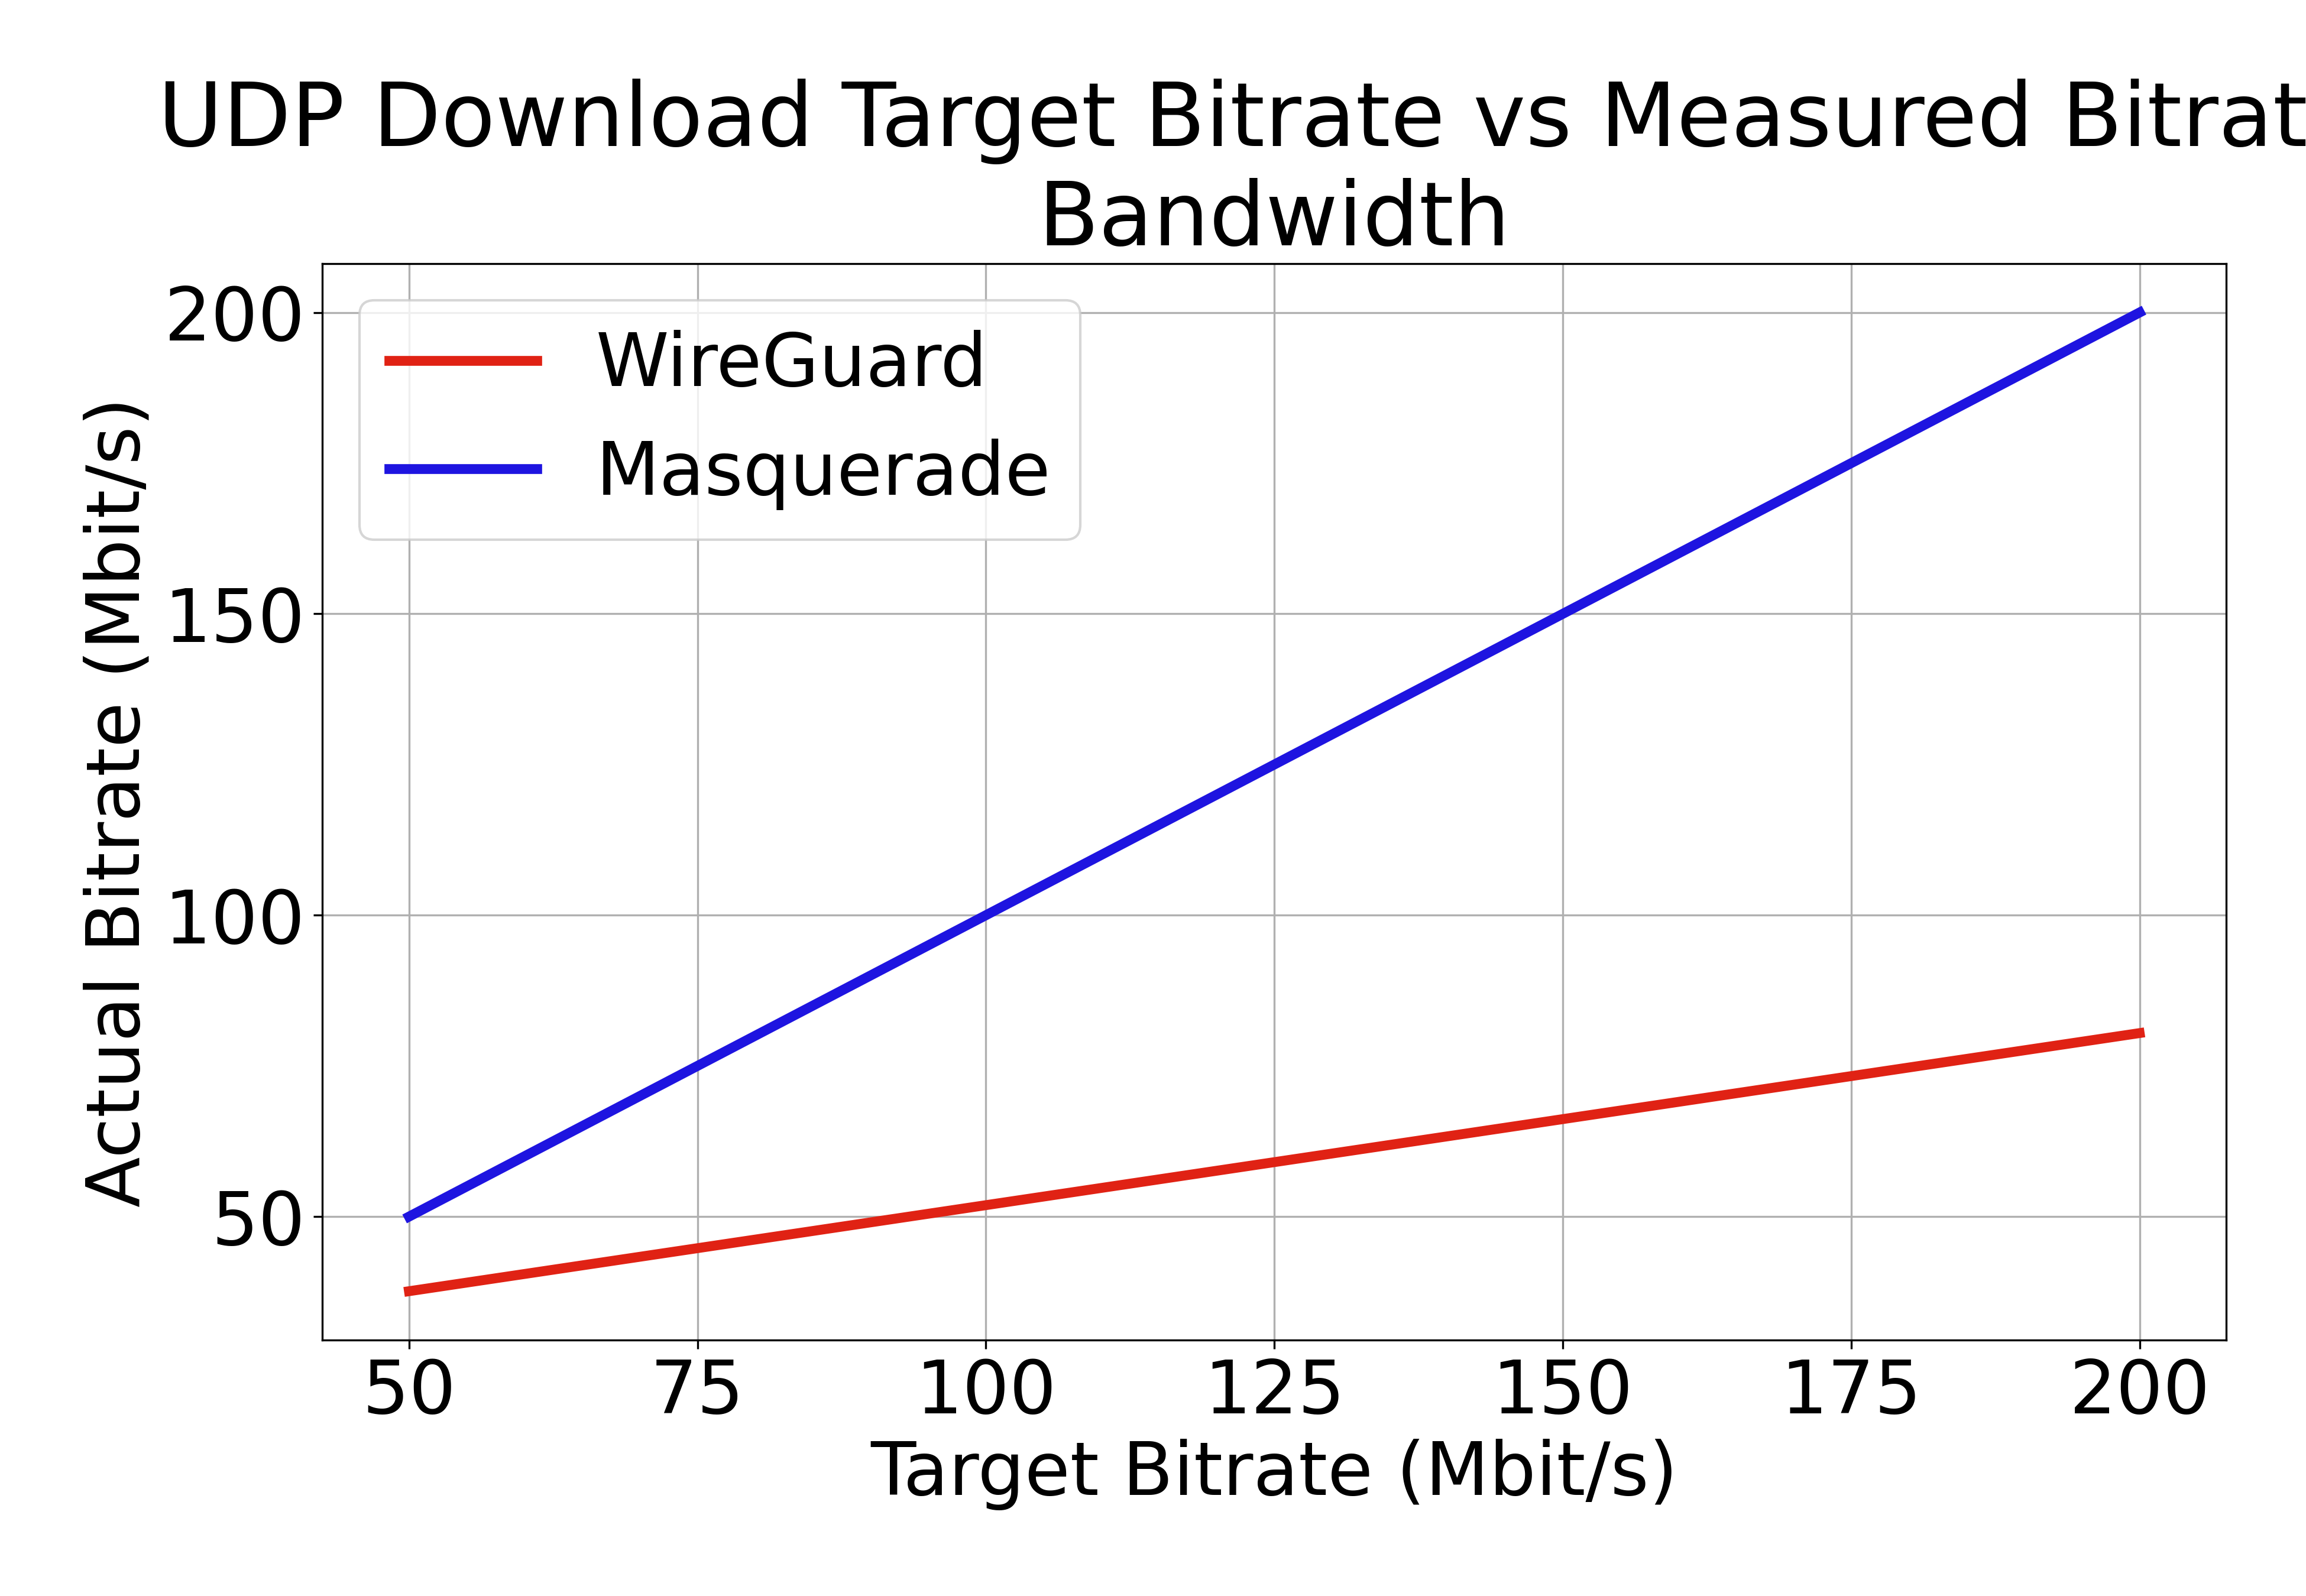 UDP Download Target Bitrate vs Measured Bitrat
Bandwidth
WireGuard
Masquerade
Actual Bitrate (Mbit/s)
200
150
100
50
50 75 100 125 150 175 200
Target Bitrate (Mbit/s)